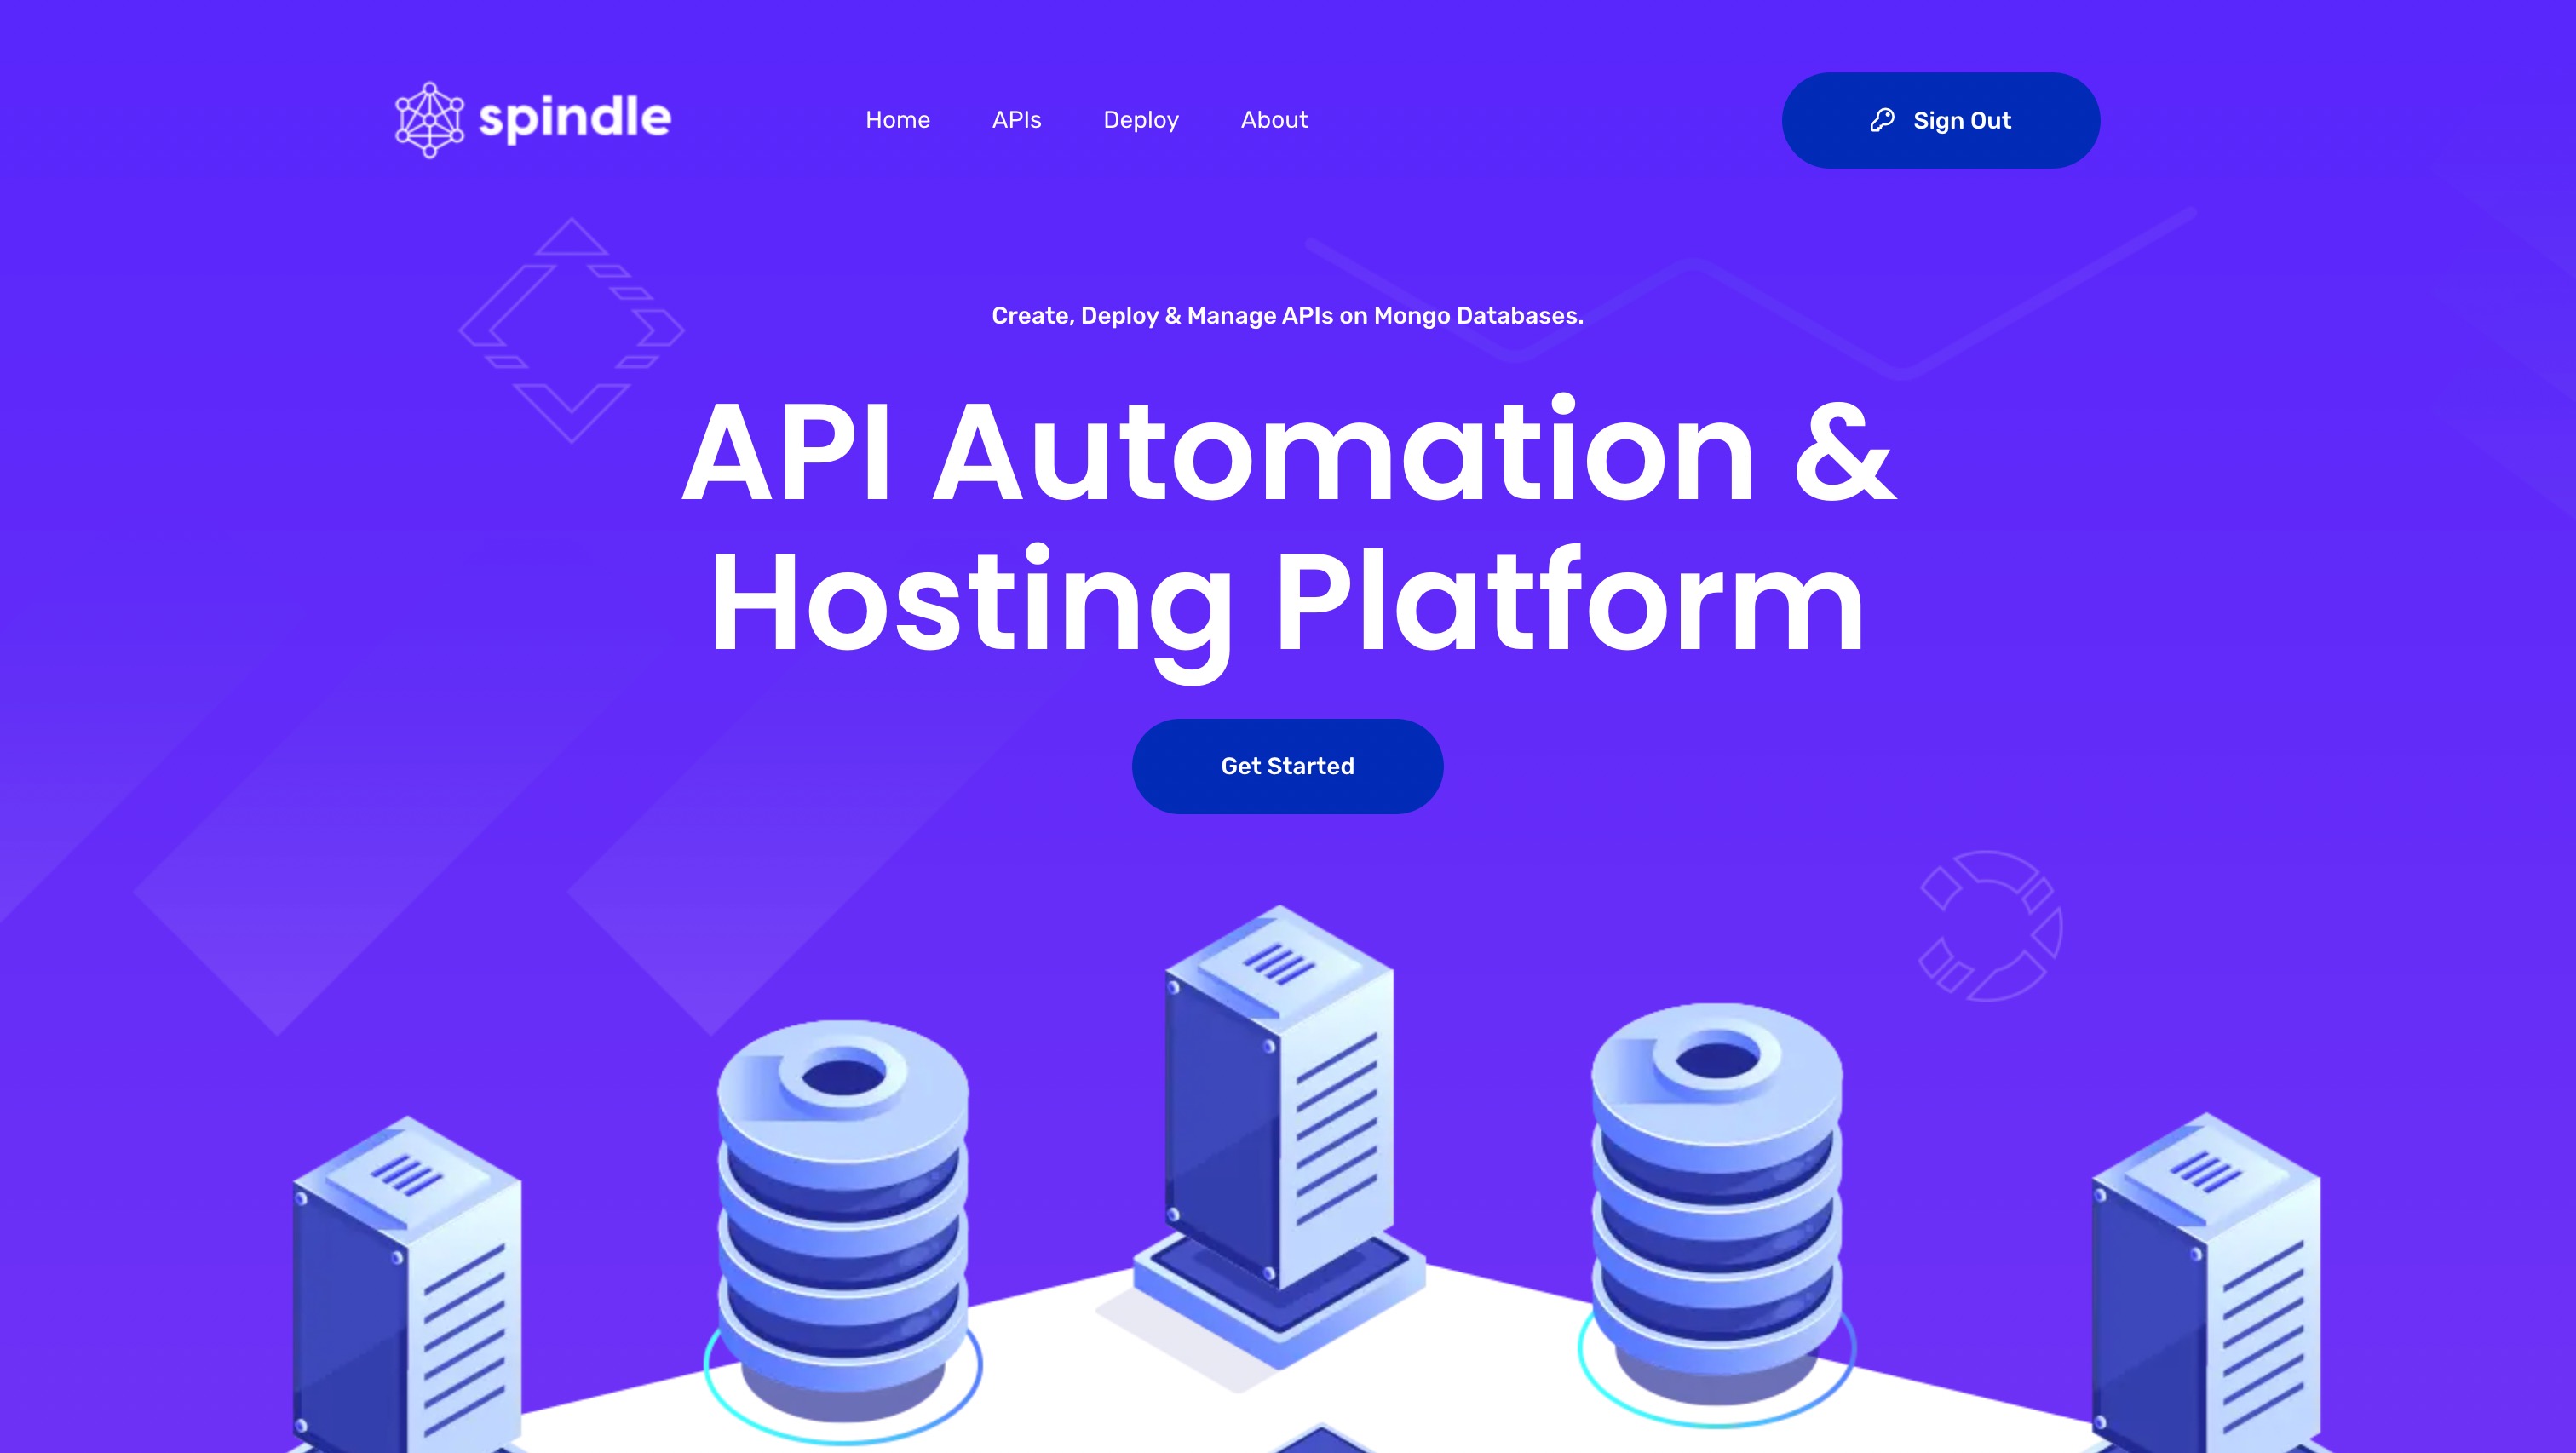 spindle
Home
APIs
Deploy
About
Sign Out
Create, Deploy & Manage APIs on Mongo Databases.
API Automation &
Hosting Platform
Get Started